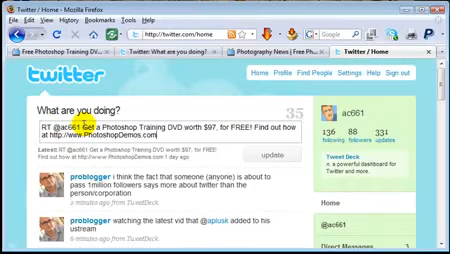 Twitter / Home - Mozilla Firefox
File Edit View History Bookmarks Tools Help
http://twitter.com/home
Free Photoshop Training DVD...
Twitter: What are you doing?
Photography News | Free Ph...
Twitter / Home
twitter
Home Profile Find People Settings Help Sign out
What are you doing?
35
RT @ac661 Get a Photoshop Training DVD worth $97, for FREE! Find out how
at http://www.PhotoshopDemos.com
Latest: RT @ac661 Get a Photoshop Training DVD worth $97, for FREE!
Find out how at http://www.PhotoshopDemos.com 1 day ago
update
problogger i think the fact that someone (anyone) is about to
pass 1million followers says more about twitter than the
person/corporation
2 minutes ago from TweetDeck
problogger watching the latest vid that @aplusk added to his
ustream
6 minutes ago from TweetDeck
ac661
136 88 331
following followers updates
Tweet Deck
a powerful dashboard
for Twitter and more.
Home
@ac661
Direct Messages 3